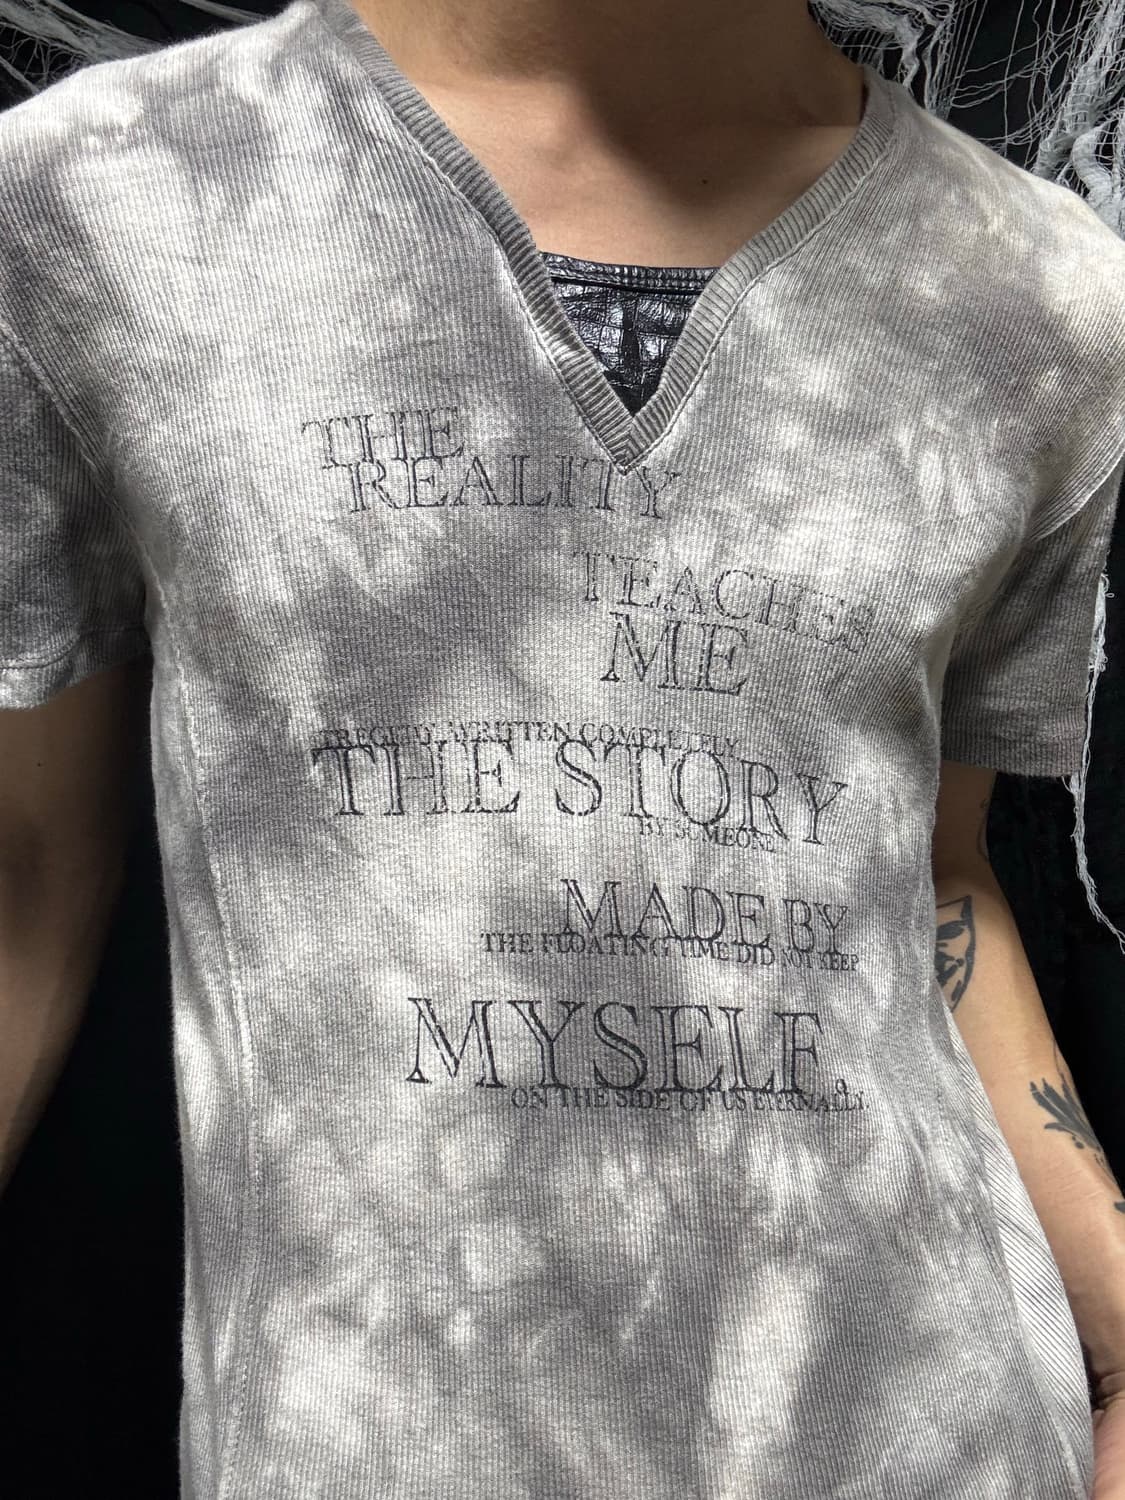 THE
REALITY
TEACHES
ME
WRITTEN COMPLETELY
THE STORY
BY SOMEONE
MADE BY
THE FLOATING TIME DID NOT KEEP
MYSELF.
ON THE SIDE OF US ETERNALLY.